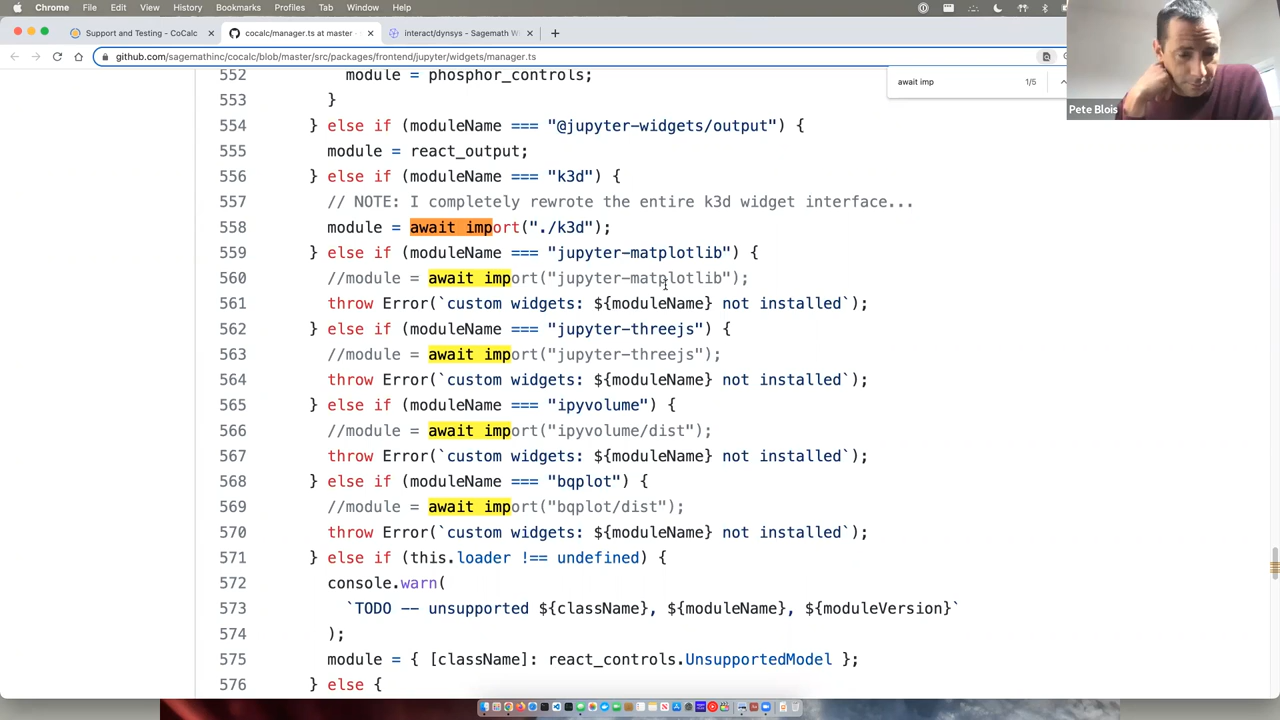 Chrome File Edit View History Bookmarks Profiles Tab Window Help
Support and Testing - CoCalc
cocalc/manager.ts at master
interact/dynsys - Sagemath W
github.com/sagemathinc/cocalc/blob/master/src/packages/frontend/jupyter/widgets/manager.ts
await imp 1/5
Pete Blois
552 module = phosphor_controls;
553 }
554 } else if (moduleName === "@jupyter-widgets/output") {
555 module = react_output;
556 } else if (moduleName === "k3d") {
557 // NOTE: I completely rewrote the entire k3d widget interface...
558 module = await import("./k3d");
559 } else if (moduleName === "jupyter-matplotlib") {
560 //module = await import("jupyter-matplotlib");
561 throw Error(`custom widgets: ${moduleName} not installed`);
562 } else if (moduleName === "jupyter-threejs") {
563 //module = await import("jupyter-threejs");
564 throw Error(`custom widgets: ${moduleName} not installed`);
565 } else if (moduleName === "ipyvolume") {
566 //module = await import("ipyvolume/dist");
567 throw Error(`custom widgets: ${moduleName} not installed`);
568 } else if (moduleName === "bqplot") {
569 //module = await import("bqplot/dist");
570 throw Error(`custom widgets: ${moduleName} not installed`);
571 } else if (this.loader !== undefined) {
572 console.warn(
573 `TODO -- unsupported ${className}, ${moduleName}, ${moduleVersion}`
574 );
575 module = { [className]: react_controls.UnsupportedModel };
576 } else {